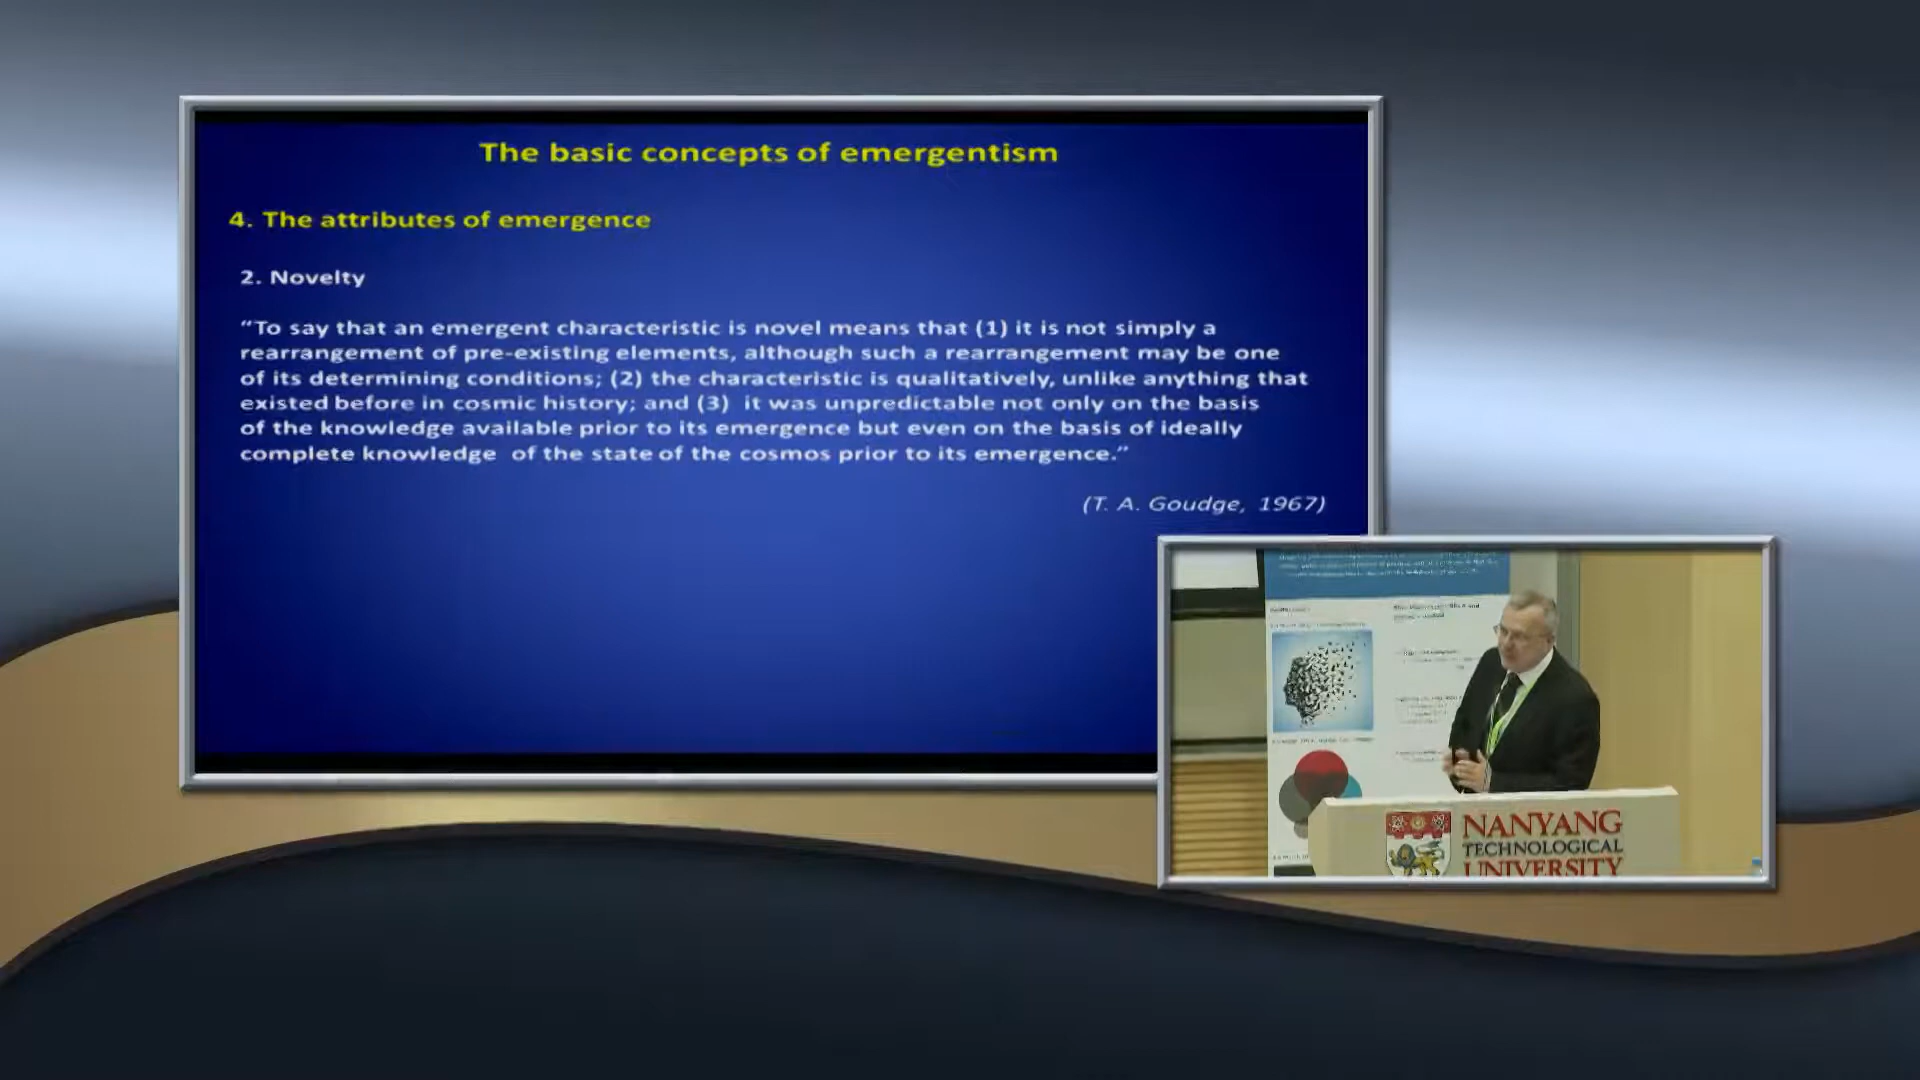 The basic concepts of emergentism
4. The attributes of emergence
2. Novelty
“To say that an emergent characteristic is novel means that (1) it is not simply a
rearrangement of pre-existing elements, although such a rearrangement may be one
of its determining conditions; (2) the characteristic is qualitatively, unlike anything that
existed before in cosmic history; and (3) it was unpredictable not only on the basis
of the knowledge available prior to its emergence but even on the basis of ideally
complete knowledge of the state of the cosmos prior to its emergence.”
(T. A. Goudge, 1967)
NANYANG
TECHNOLOGICAL
UNIVERSITY